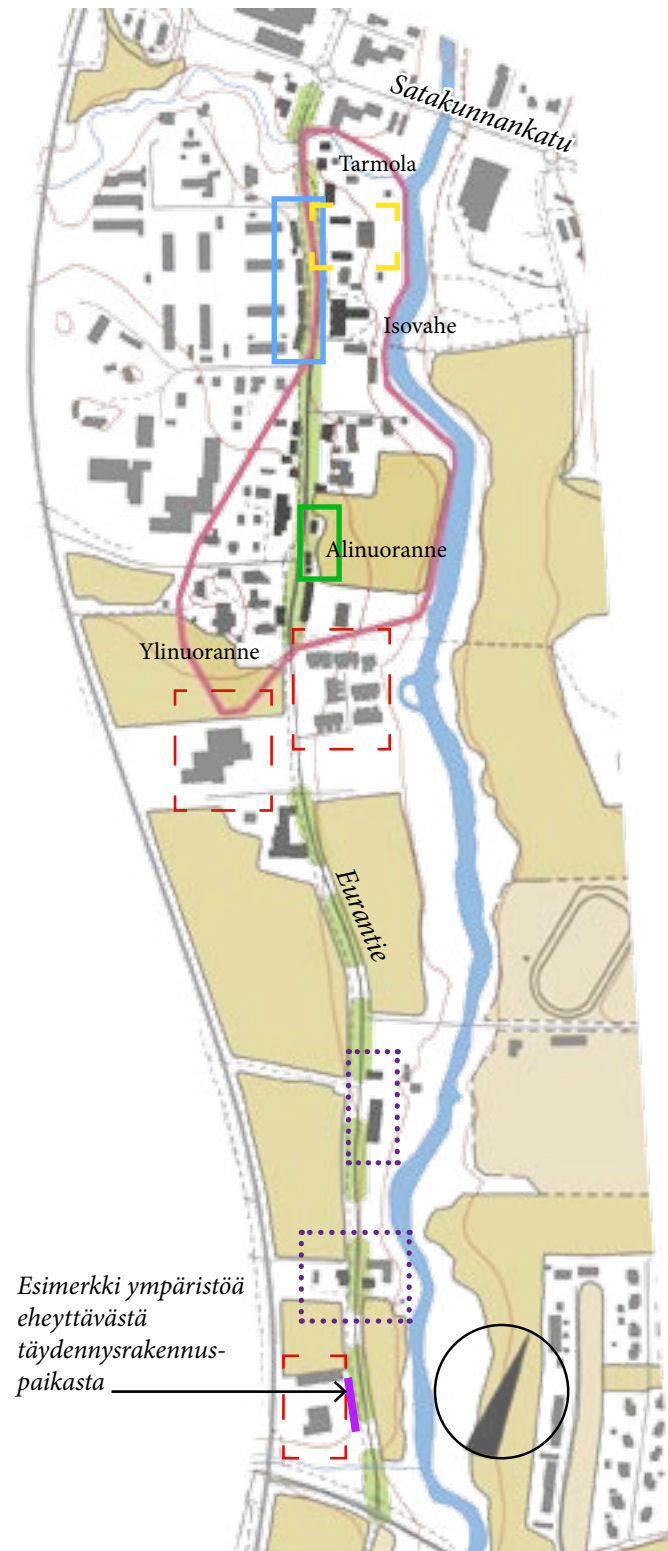 Satakunnankatu
Tarmola
Isovahe
Alinuoranne
Ylinuoranne
Eurantie
Esimerkki ympäristöä
eheyttävästä
täydennysrakennus-
paikasta